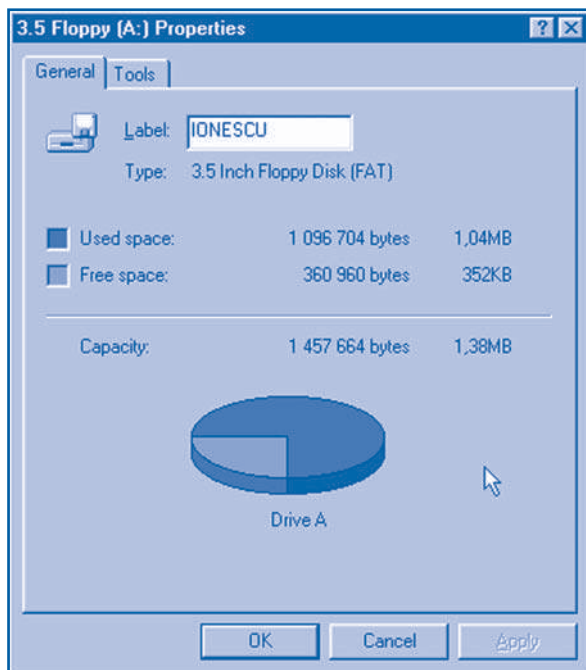 3.5 Floppy (A:) Properties
General Tools
Label: IONESCU
Type: 3.5 Inch Floppy Disk (FAT)
Used space: 1 096 704 bytes 1,04MB
Free space: 360 960 bytes 352KB
Capacity: 1 457 664 bytes 1,38MB
Drive A
OK Cancel Apply